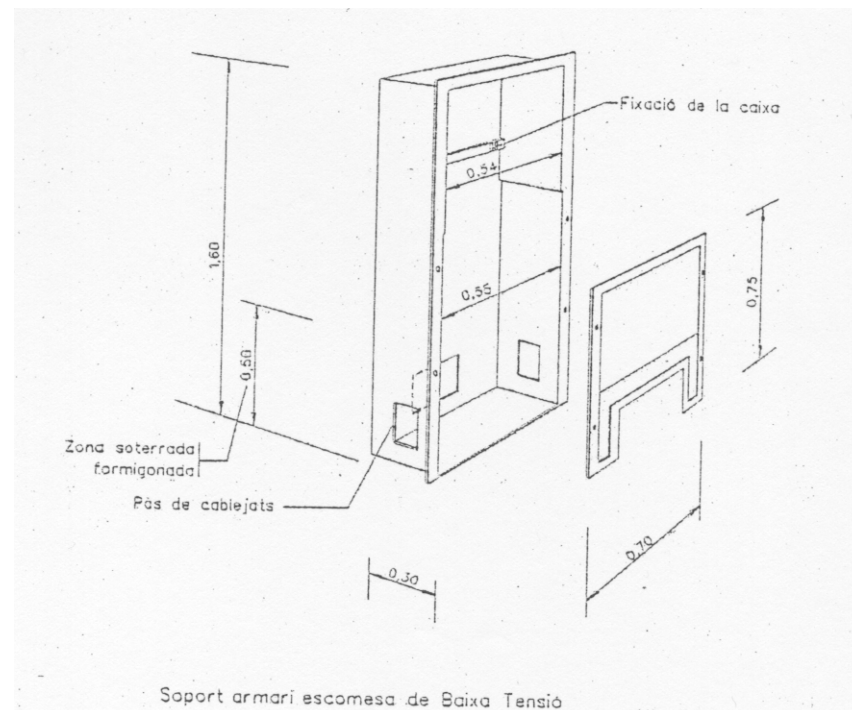 Fixació de la caixa
0,54
1,60
0,55
0,75
0,50
Zona soterrada
formigonada
Pàs de cablejats
0,70
0,30
Soport armari escomesa de Baixa Tensió